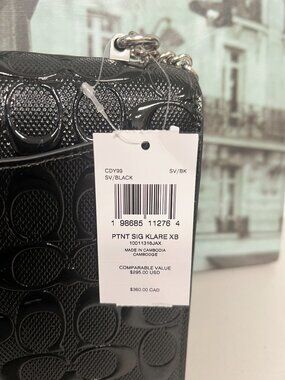 CDY99 SV/BK
SV/BLACK
1 98685 11276 4
PTNT SIG KLARE XB
10011316JAX
MADE IN CAMBODIA
CAMBODGE
COMPARABLE VALUE
$295.00 USD
$360.00 CAD